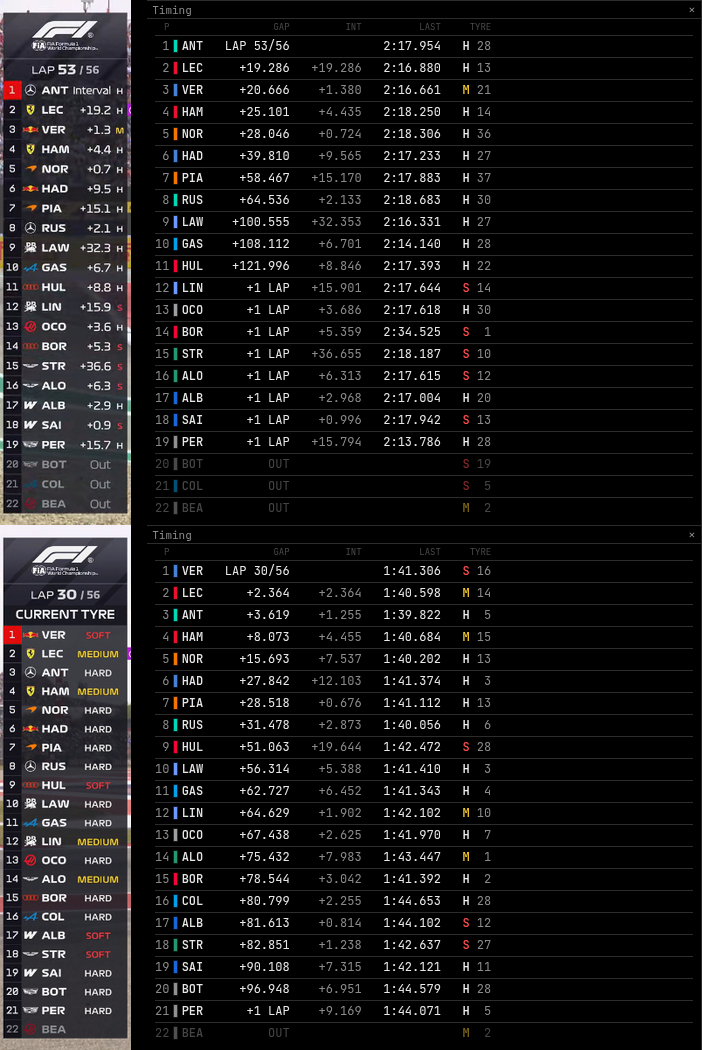 F1
FIA Formula 1
World Championship
LAP 53 / 56
1 ANT Interval H
2 LEC +19.2 H
3 VER +1.3 M
4 HAM +4.4 H
5 NOR +0.7 H
6 HAD +9.5 H
7 PIA +15.1 H
8 RUS +2.1 H
9 LAW +32.3 H
10 GAS +6.7 H
11 HUL +8.8 H
12 LIN +15.9 S
13 OCO +3.6 H
14 BOR +5.3 S
15 STR +36.6 S
16 ALO +6.3 S
17 ALB +2.9 H
18 SAI +0.9 S
19 PER +15.7 H
20 BOT Out
21 COL Out
22 BEA Out
Timing ×
P GAP INT LAST TYRE
1 ANT LAP 53/56 2:17.954 H 28
2 LEC +19.286 +19.286 2:16.880 H 13
3 VER +20.666 +1.380 2:16.661 M 21
4 HAM +25.101 +4.435 2:18.250 H 14
5 NOR +28.046 +0.724 2:18.306 H 36
6 HAD +39.810 +9.565 2:17.233 H 27
7 PIA +58.467 +15.170 2:17.883 H 37
8 RUS +64.536 +2.133 2:18.683 H 30
9 LAW +100.555 +32.353 2:16.331 H 27
10 GAS +108.112 +6.701 2:14.140 H 28
11 HUL +121.996 +8.846 2:17.393 H 22
12 LIN +1 LAP +15.901 2:17.644 S 14
13 OCO +1 LAP +3.686 2:17.618 H 30
14 BOR +1 LAP +5.359 2:34.525 S 1
15 STR +1 LAP +36.655 2:18.187 S 10
16 ALO +1 LAP +6.313 2:17.615 S 12
17 ALB +1 LAP +2.968 2:17.004 H 20
18 SAI +1 LAP +0.996 2:17.942 S 13
19 PER +1 LAP +15.794 2:13.786 H 28
20 BOT OUT S 19
21 COL OUT S 5
22 BEA OUT M 2
F1
FIA Formula 1
World Championship
LAP 30 / 56
CURRENT TYRE
1 VER SOFT
2 LEC MEDIUM
3 ANT HARD
4 HAM MEDIUM
5 NOR HARD
6 HAD HARD
7 PIA HARD
8 RUS HARD
9 HUL SOFT
10 LAW HARD
11 GAS HARD
12 LIN MEDIUM
13 OCO HARD
14 ALO MEDIUM
15 BOR HARD
16 COL HARD
17 ALB SOFT
18 STR SOFT
19 SAI HARD
20 BOT HARD
21 PER HARD
22 BEA
Timing ×
P GAP INT LAST TYRE
1 VER LAP 30/56 1:41.306 S 16
2 LEC +2.364 +2.364 1:40.598 M 14
3 ANT +3.619 +1.255 1:39.822 H 5
4 HAM +8.073 +4.455 1:40.684 M 15
5 NOR +15.693 +7.537 1:40.202 H 13
6 HAD +27.842 +12.103 1:41.374 H 3
7 PIA +28.518 +0.676 1:41.112 H 13
8 RUS +31.478 +2.873 1:40.056 H 6
9 HUL +51.063 +19.644 1:42.472 S 28
10 LAW +56.314 +5.388 1:41.410 H 3
11 GAS +62.727 +6.452 1:41.343 H 4
12 LIN +64.629 +1.902 1:42.102 M 10
13 OCO +67.438 +2.625 1:41.970 H 7
14 ALO +75.432 +7.983 1:43.447 M 1
15 BOR +78.544 +3.042 1:41.392 H 2
16 COL +80.799 +2.255 1:44.653 H 28
17 ALB +81.613 +0.814 1:44.102 S 12
18 STR +82.851 +1.238 1:42.637 S 27
19 SAI +90.108 +7.315 1:42.121 H 11
20 BOT +96.948 +6.951 1:44.579 H 28
21 PER +1 LAP +9.169 1:44.071 H 5
22 BEA OUT M 2